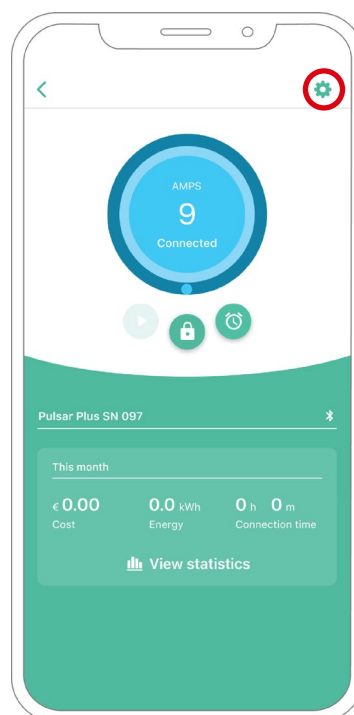 AMPS
9
Connected
Pulsar Plus SN 097
This month
€ 0.00 0.0 kWh 0 h 0 m
Cost Energy Connection time
View statistics